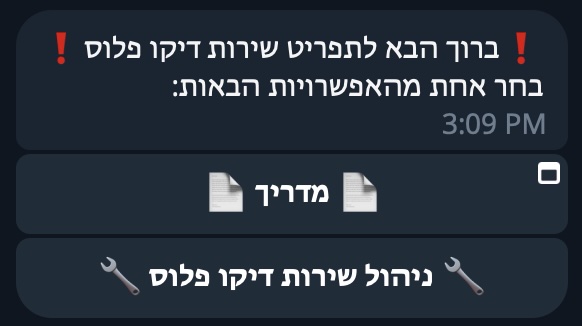 ❗ ברוך הבא לתפריט שירות דיקו פלוס ❗
בחר אחת מהאפשרויות הבאות:
3:09 PM
📄 מדריך 📄
🔧 ניהול שירות דיקו פלוס 🔧